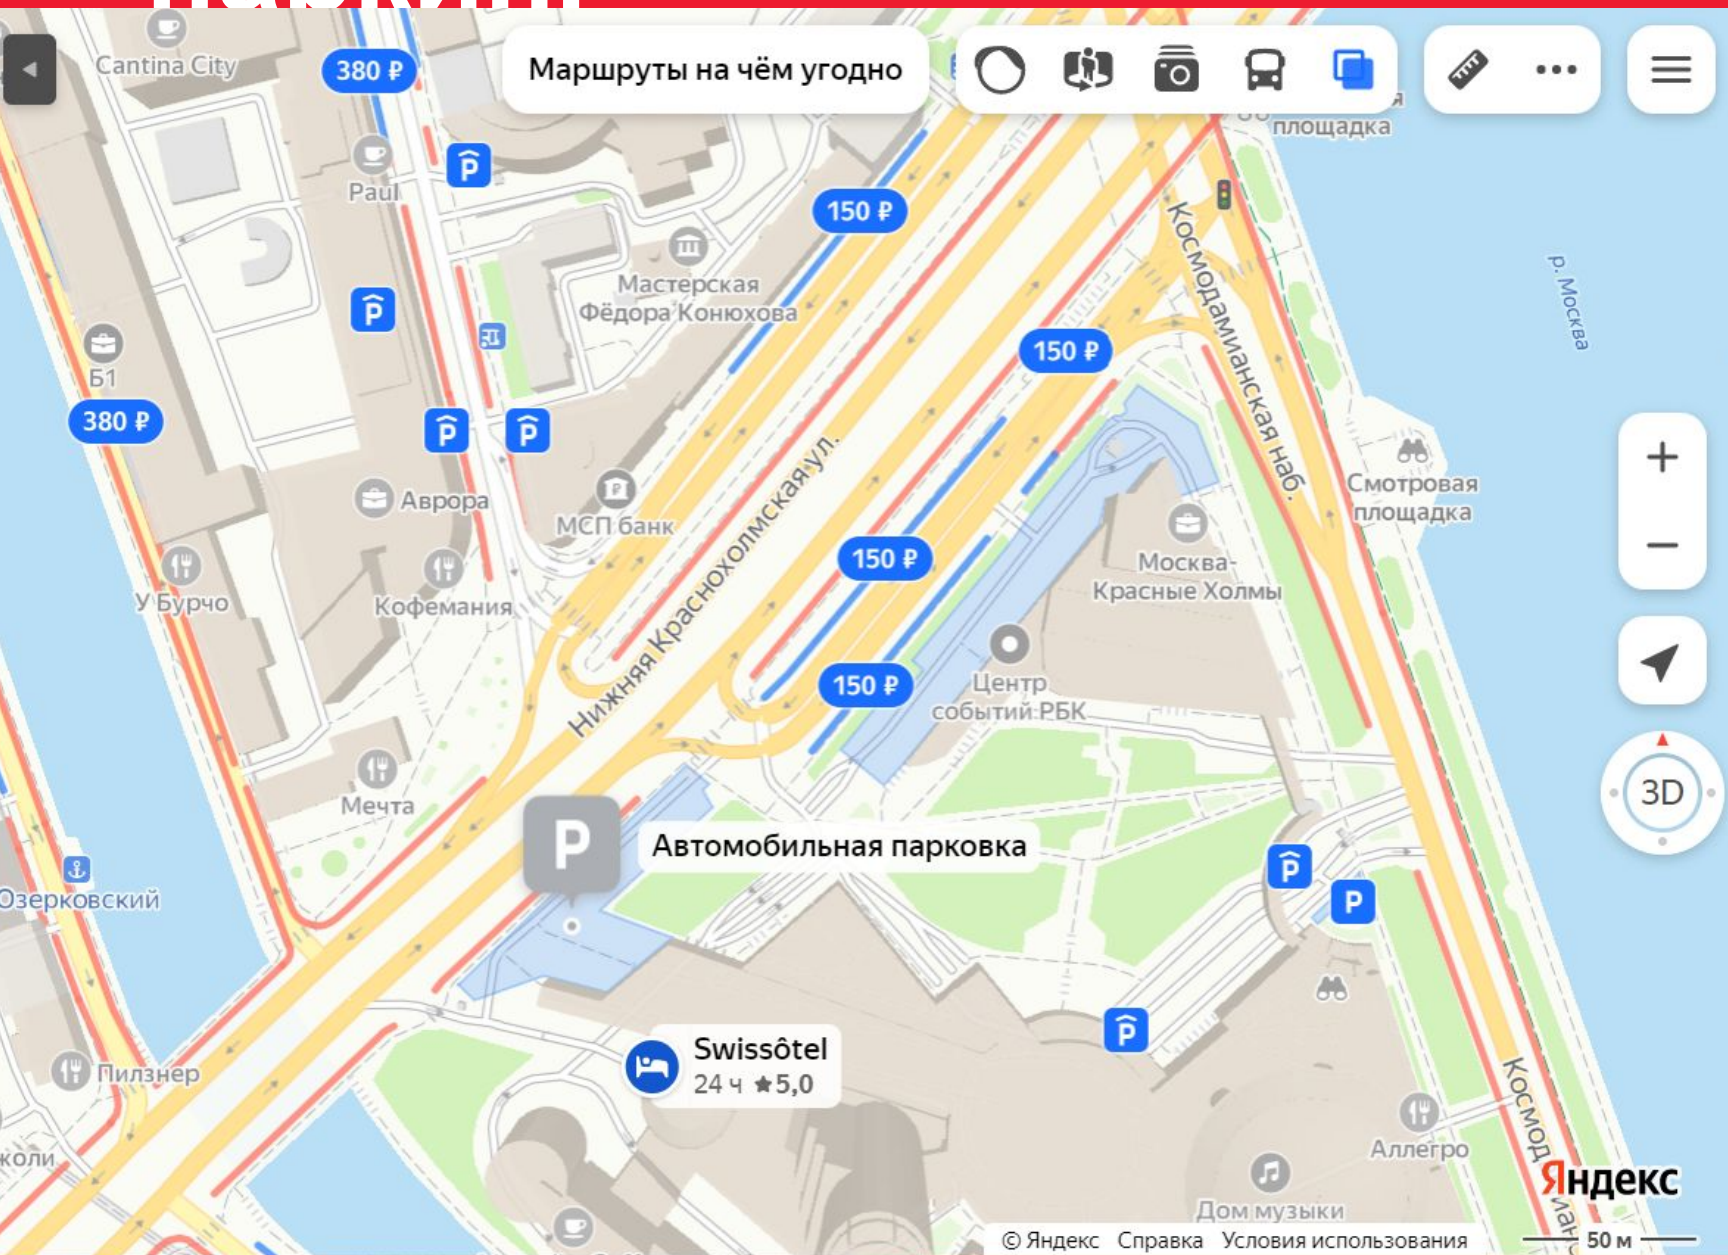 Cantina City
380 ₽
Маршруты на чём угодно
площадка
Paul
150 ₽
Мастерская
Фёдора Конюхова
Космодамианская наб.
р. Москва
Б1
380 ₽
150 ₽
Аврора
МСП банк
Нижняя Краснохолмская ул.
Смотровая
площадка
150 ₽
Москва-
Красные Холмы
У Бурчо
Кофемания
150 ₽
Центр
событий РБК
Мечта
3D
P
Автомобильная парковка
P
P
P
P
P
P
P
P
Озерковский
Swissôtel
24 ч ★5,0
Пилзнер
Аллегро
Дом музыки
Яндекс
© Яндекс Справка Условия использования
50 м